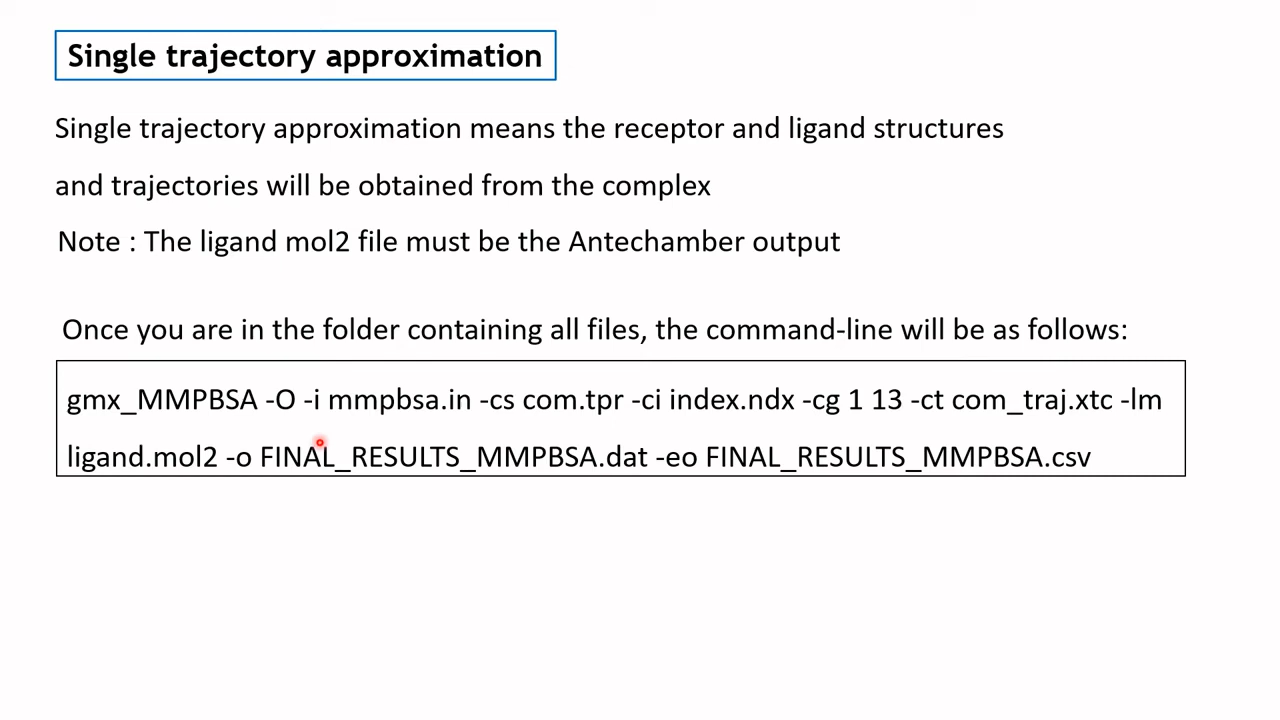 Single trajectory approximation
Single trajectory approximation means the receptor and ligand structures
and trajectories will be obtained from the complex
Note : The ligand mol2 file must be the Antechamber output
Once you are in the folder containing all files, the command-line will be as follows:
gmx_MMPBSA -O -i mmpbsa.in -cs com.tpr -ci index.ndx -cg 1 13 -ct com_traj.xtc -lm
ligand.mol2 -o FINAL_RESULTS_MMPBSA.dat -eo FINAL_RESULTS_MMPBSA.csv